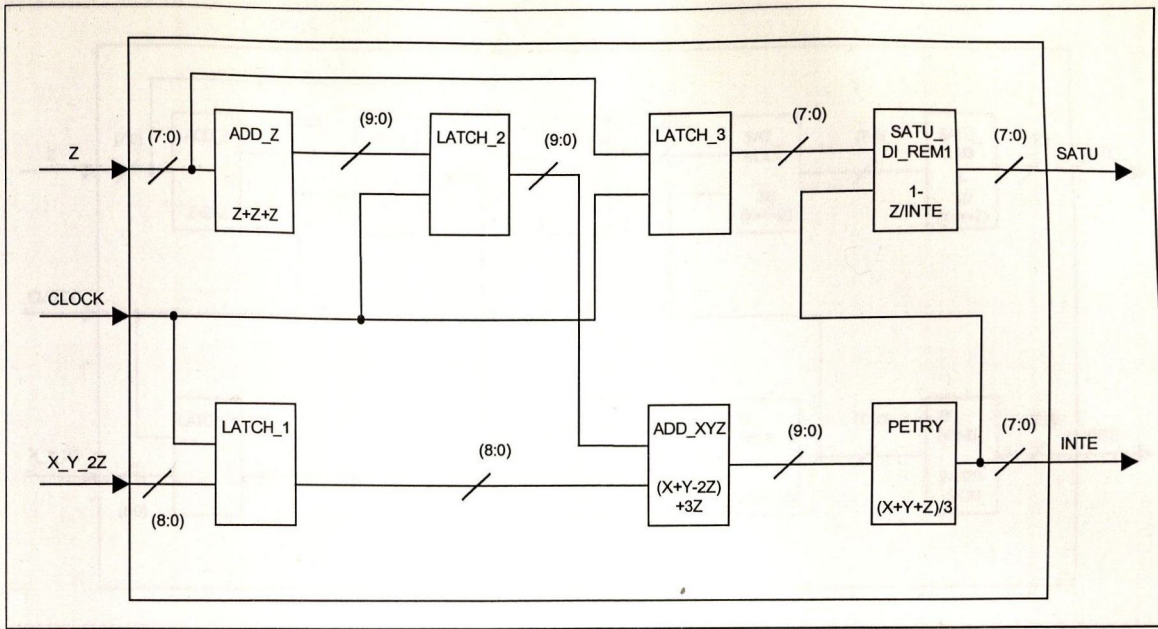 (7:0)
ADD_Z
(9:0)
LATCH_2
(9:0)
LATCH_3
(7:0)
SATU_
DI_REM1
(7:0)
Z
SATU
Z+Z+Z
1-
Z/INTE
CLOCK
LATCH_1
(8:0)
ADD_XYZ
(9:0)
PETRY
(7:0)
INTE
X_Y_2Z
(8:0)
(X+Y-2Z)
+3Z
(X+Y+Z)/3